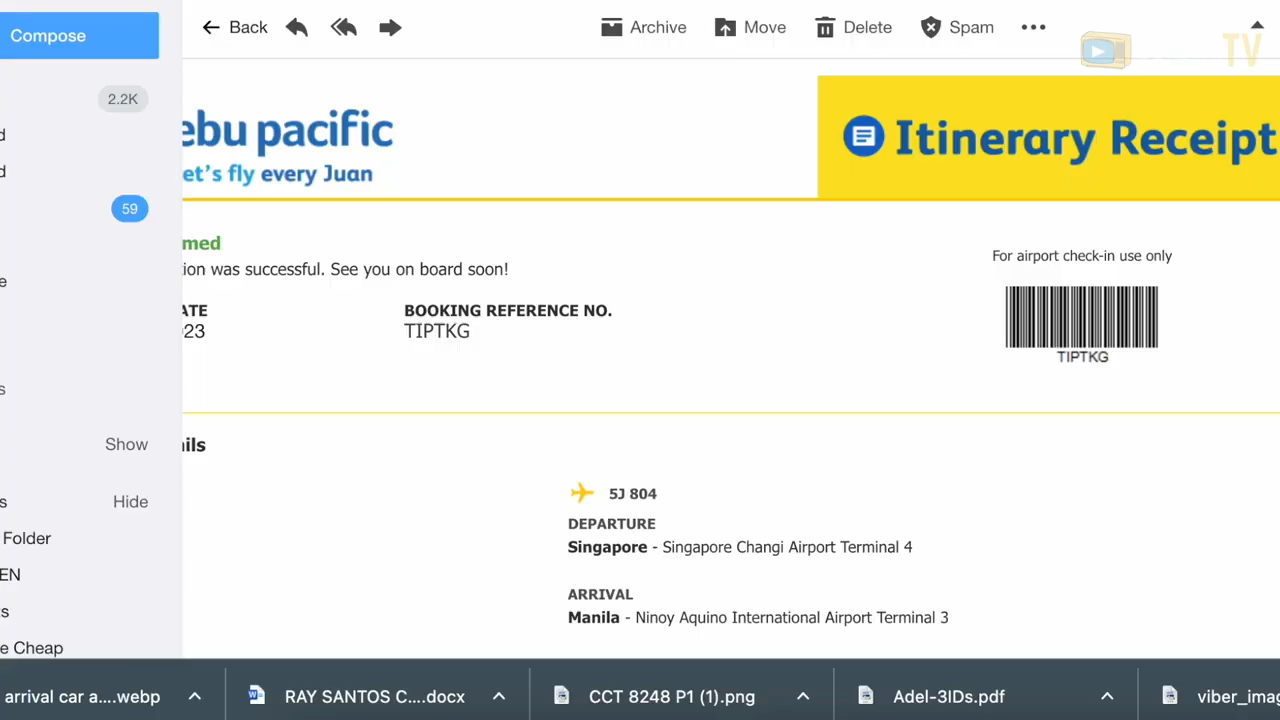 Compose
Back
Archive
Move
Delete
Spam
TV
2.2K
59
Show
Hide
Folder
EN
e Cheap
ebu pacific
et's fly every Juan
Itinerary Receipt
med
ion was successful. See you on board soon!
For airport check-in use only
ATE
BOOKING REFERENCE NO.
023
TIPTKG
TIPTKG
ils
5J 804
DEPARTURE
Singapore - Singapore Changi Airport Terminal 4
ARRIVAL
Manila - Ninoy Aquino International Airport Terminal 3
arrival car a....webp
RAY SANTOS C....docx
CCT 8248 P1 (1).png
Adel-3IDs.pdf
viber_imag